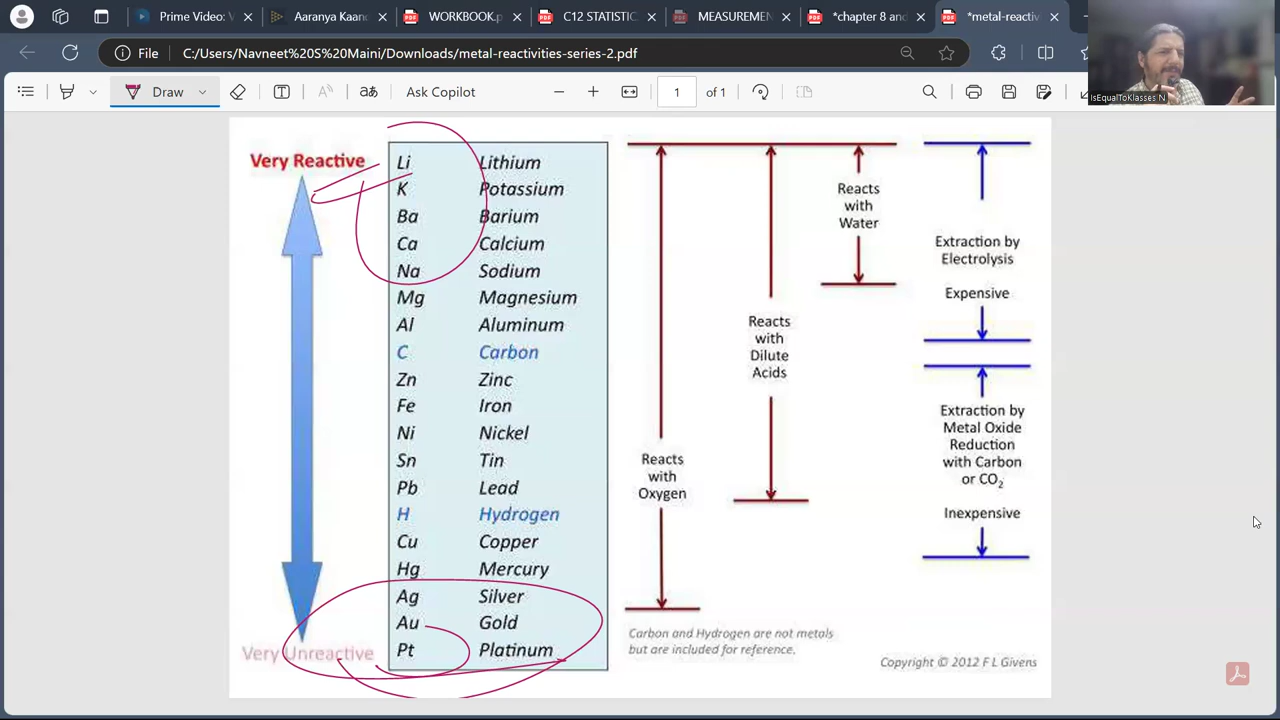 Prime Video: V
Aaranya Kaand
WORKBOOK.p
C12 STATISTIC
MEASUREMEN
*chapter 8 and
*metal-reactiv
File
C:/Users/Navneet%20S%20Maini/Downloads/metal-reactivities-series-2.pdf
Draw
Ask Copilot
1
of 1
IsEqualToKlasses N
Very Reactive
Very Unreactive
Li Lithium
K Potassium
Ba Barium
Ca Calcium
Na Sodium
Mg Magnesium
Al Aluminum
C Carbon
Zn Zinc
Fe Iron
Ni Nickel
Sn Tin
Pb Lead
H Hydrogen
Cu Copper
Hg Mercury
Ag Silver
Au Gold
Pt Platinum
Reacts
with
Oxygen
Reacts
with
Dilute
Acids
Reacts
with
Water
Extraction by
Electrolysis
Expensive
Extraction by
Metal Oxide
Reduction
with Carbon
or CO₂
Inexpensive
Carbon and Hydrogen are not metals
but are included for reference.
Copyright © 2012 F L Givens